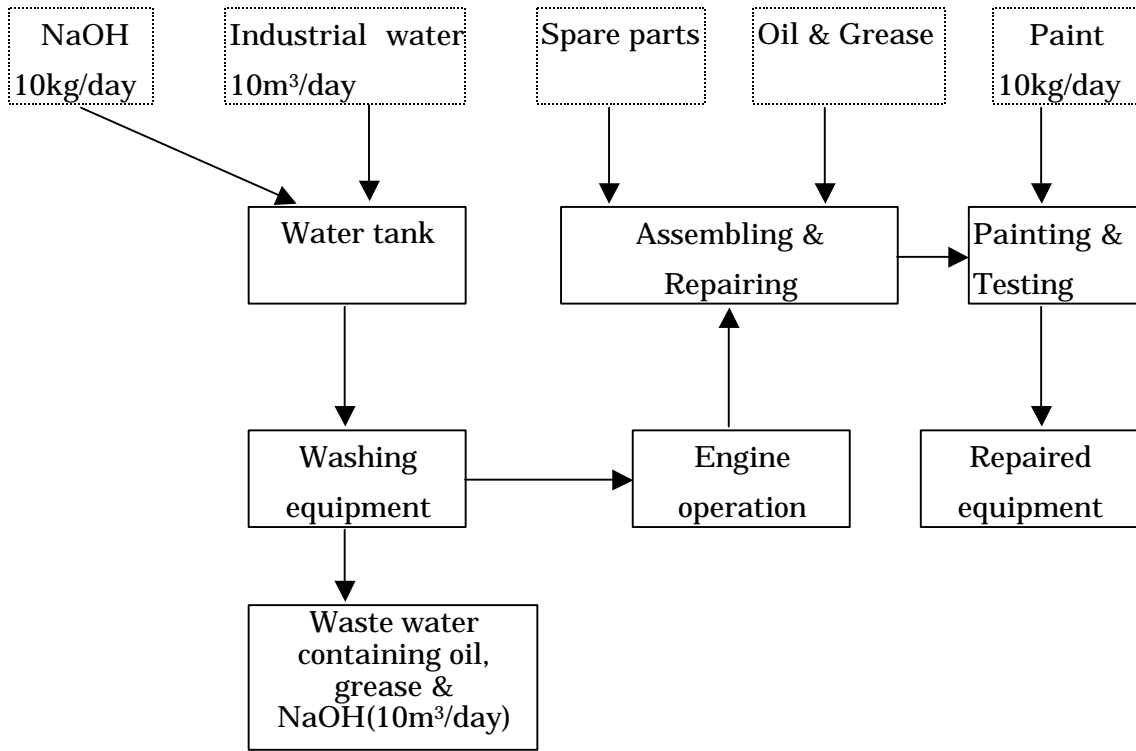 NaOH
10kg/day
Industrial water
10m³/day
Spare parts
Oil & Grease
Paint
10kg/day
Water tank
Assembling &
Repairing
Painting &
Testing
Washing
equipment
Engine
operation
Repaired
equipment
Waste water
containing oil,
grease &
NaOH(10m³/day)